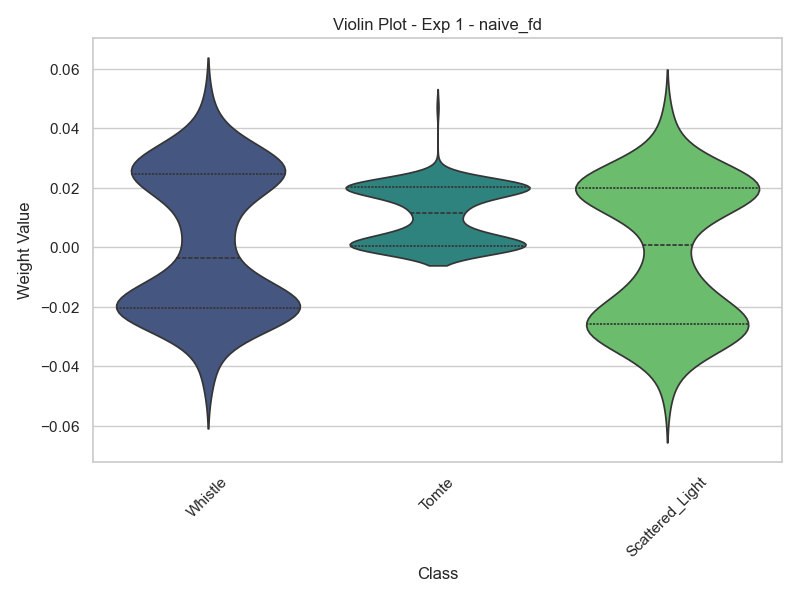 Violin Plot - Exp 1 - naive_fd
0.06
0.04
0.02
0.00
−0.02
−0.04
−0.06
Weight Value
Whistle
Tomte
Scattered_Light
Class